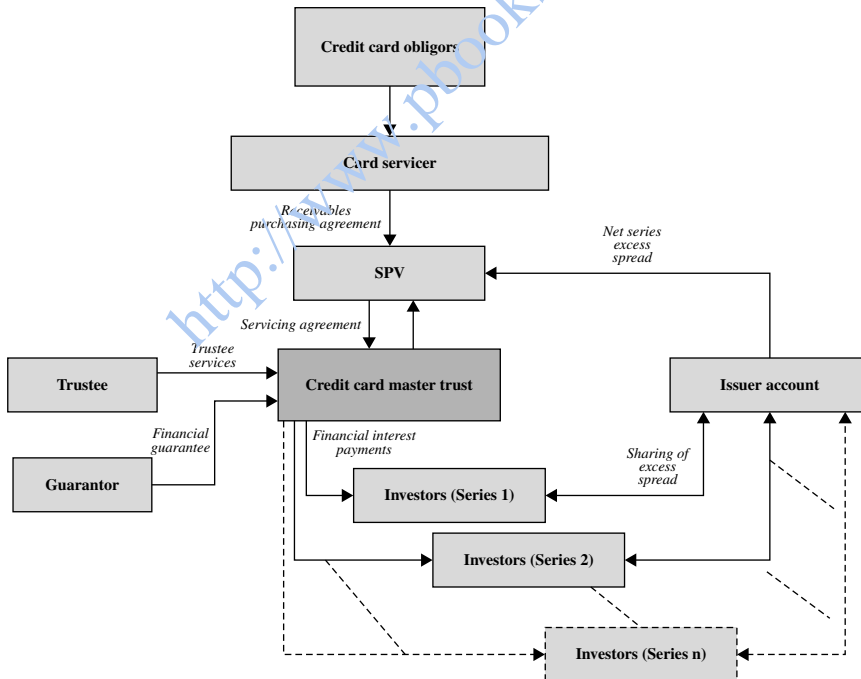 http://www.pbook
Credit card obligors
Card servicer
Receivables
purchasing agreement
Net series
excess
spread
SPV
Servicing agreement
Trustee
services
Trustee
Credit card master trust
Issuer account
Financial
guarantee
Financial interest
payments
Sharing of
excess
spread
Guarantor
Investors (Series 1)
Investors (Series 2)
Investors (Series n)